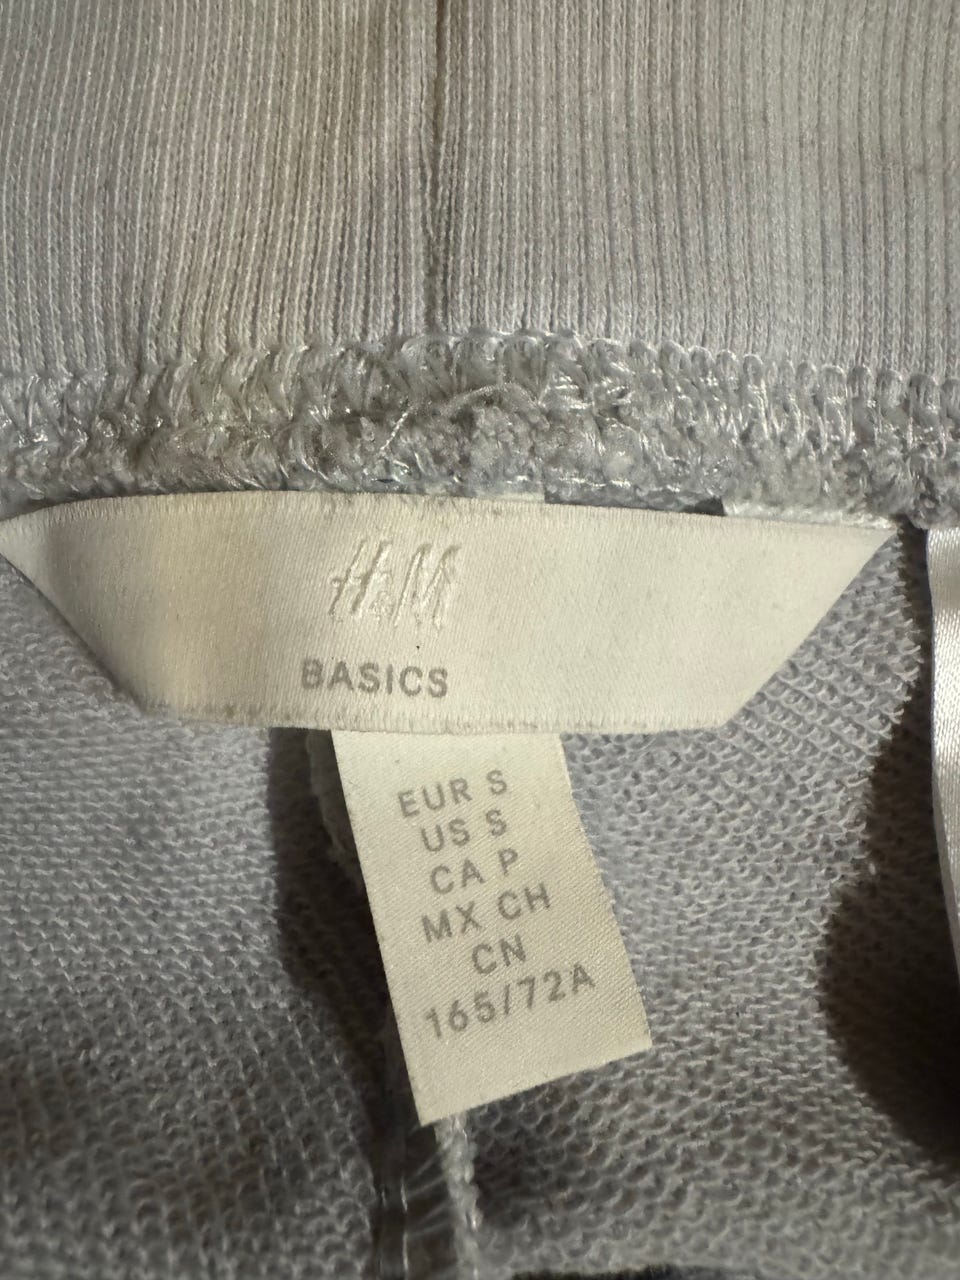 H&M
BASICS
EUR S
US S
CA P
MX CH
CN
165/72A